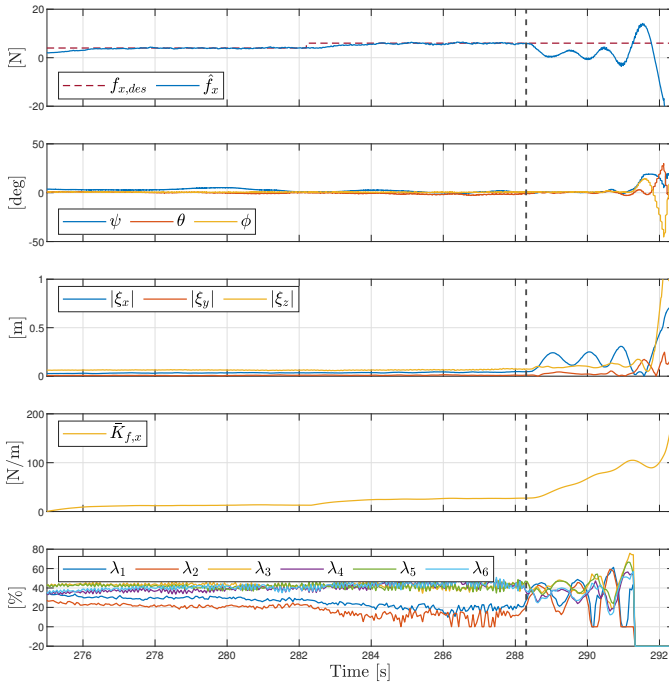 20
[N]
0
-20
f_{x,des} \hat{f}_x
50
[deg]
0
-50
ψ θ φ
1
[m]
0.5
0
|ξ_x| |ξ_y| |ξ_z|
200
[N/m]
100
0
\bar{K}_{f,x}
80
60
[%]
40
20
0
-20
λ_1 λ_2 λ_3 λ_4 λ_5 λ_6
276 278 280 282 284 286 288 290 292
Time [s]